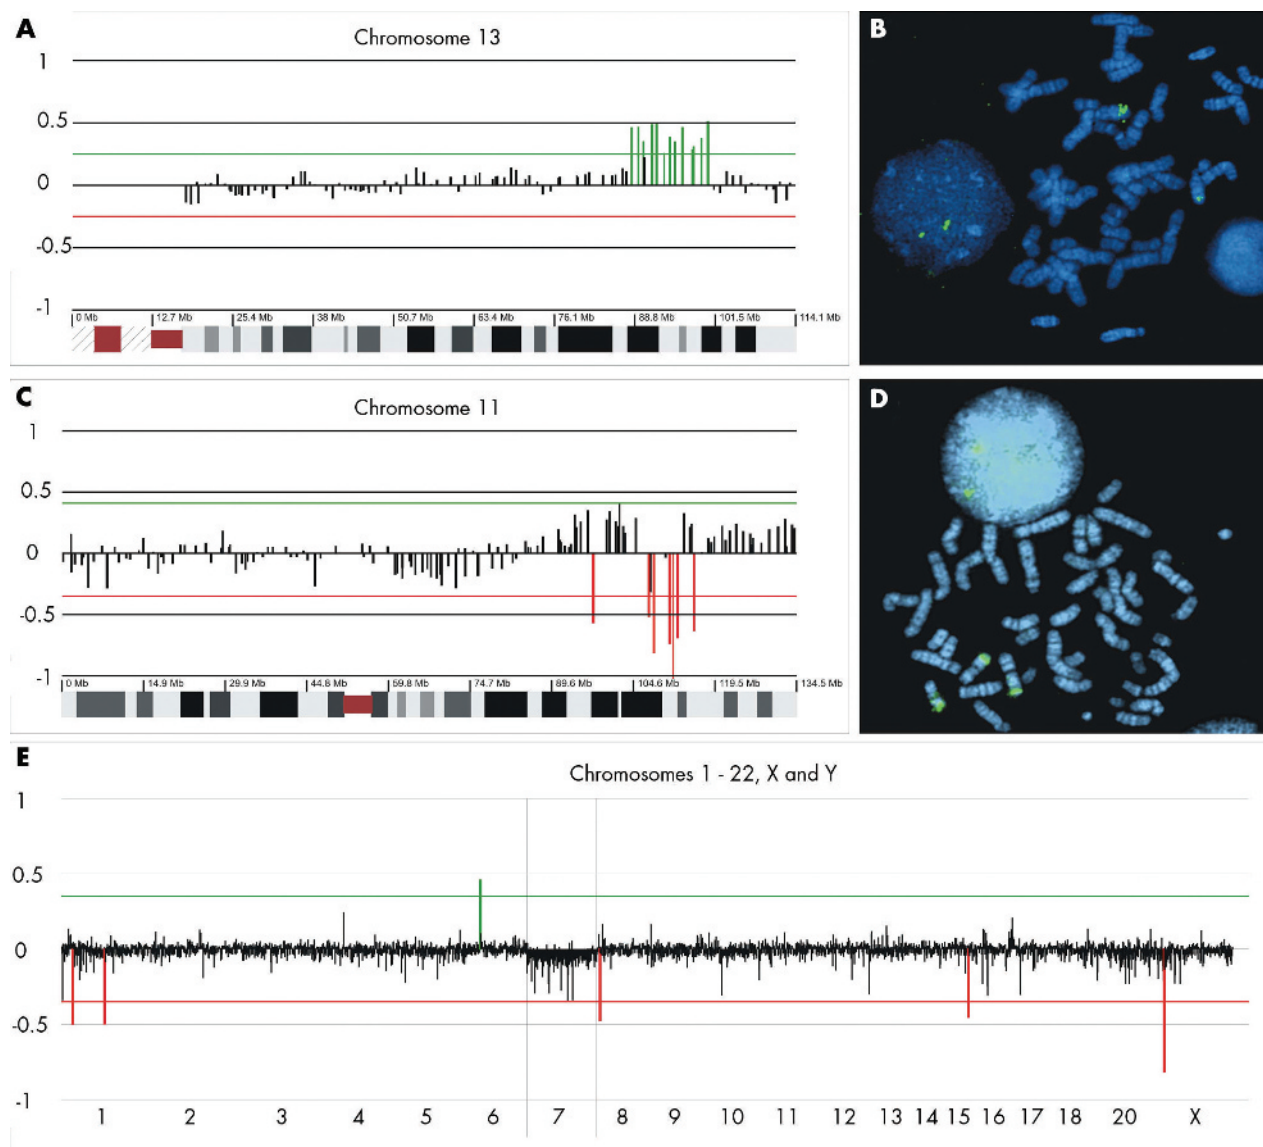 A
Chromosome 13
B
1
0.5
0
-0.5
-1
0 Mb 12.7 Mb 25.4 Mb 38 Mb 50.7 Mb 63.4 Mb 76.1 Mb 88.8 Mb 101.5 Mb 114.1 Mb
C
Chromosome 11
D
1
0.5
0
-0.5
-1
0 Mb 14.9 Mb 29.9 Mb 44.8 Mb 59.8 Mb 74.7 Mb 89.6 Mb 104.6 Mb 119.5 Mb 134.5 Mb
E
Chromosomes 1 - 22, X and Y
1
0.5
0
-0.5
-1
1 2 3 4 5 6 7 8 9 10 11 12 13 14 15 16 17 18 20 X